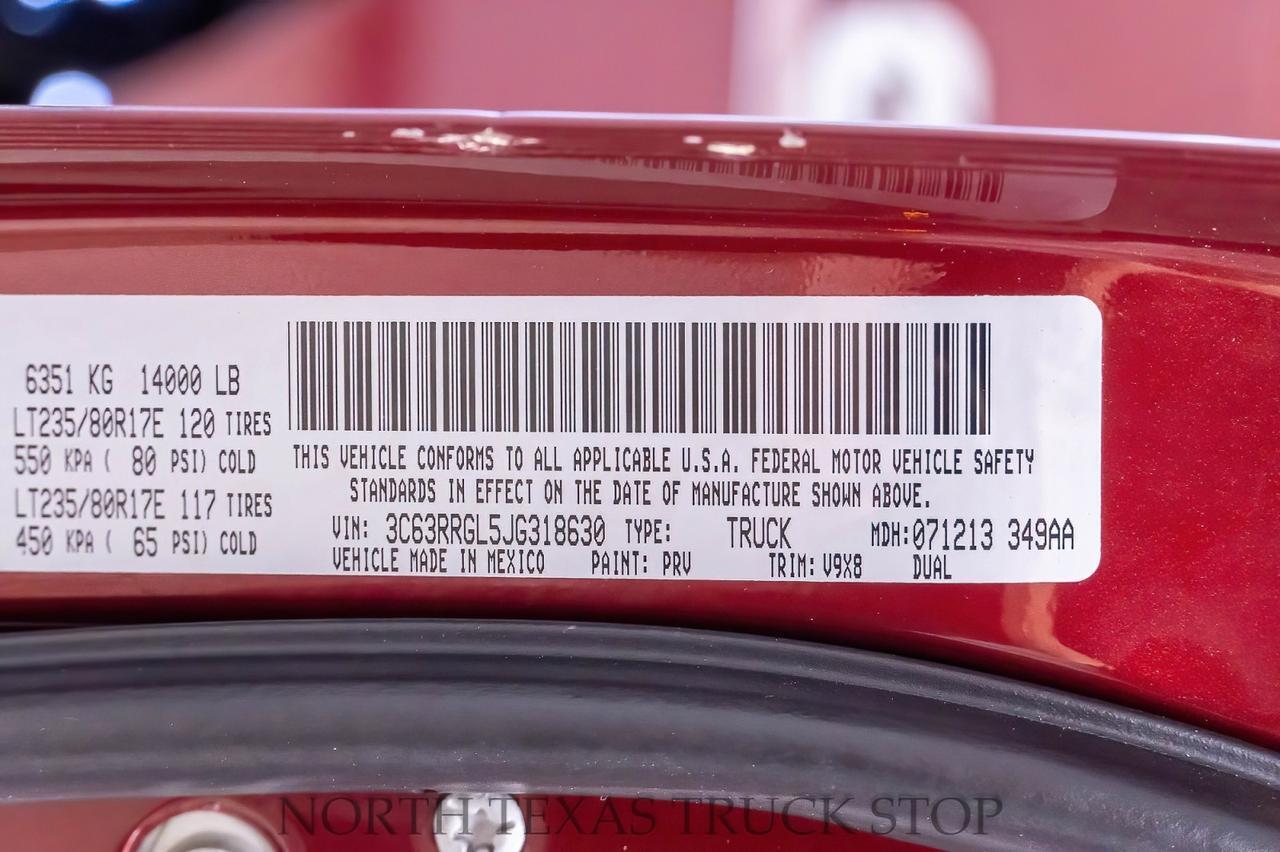 6351 KG 14000 LB
LT235/80R17E 120 TIRES
550 KPA ( 80 PSI) COLD
LT235/80R17E 117 TIRES
450 KPA ( 65 PSI) COLD
THIS VEHICLE CONFORMS TO ALL APPLICABLE U.S.A. FEDERAL MOTOR VEHICLE SAFETY
STANDARDS IN EFFECT ON THE DATE OF MANUFACTURE SHOWN ABOVE.
VIN: 3C63RRGL5JG318630 TYPE: TRUCK MDH:071213 349AA
VEHICLE MADE IN MEXICO PAINT: PRV TRIM: V9X8 DUAL
NORTH TEXAS TRUCK STOP